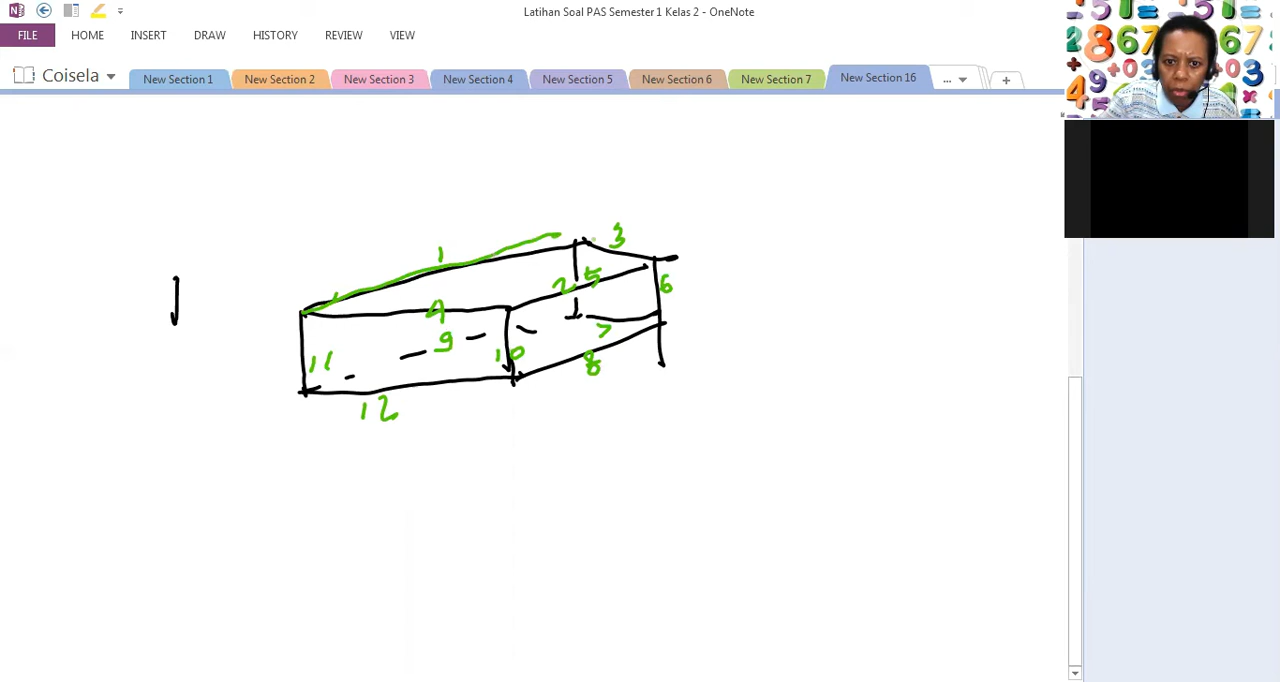 Latihan Soal PAS Semester 1 Kelas 2 - OneNote
FILE HOME INSERT DRAW HISTORY REVIEW VIEW
Coisela New Section 1 New Section 2 New Section 3 New Section 4 New Section 5 New Section 6 New Section 7 New Section 16 ... +
3
1
2 5 6
9
7
11 10 8
12